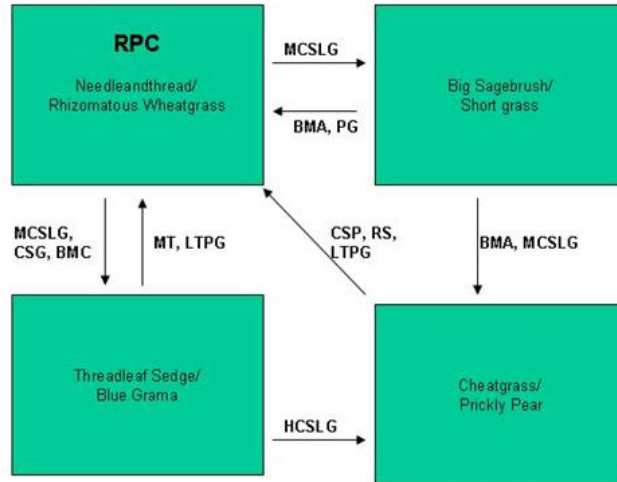 RPC
Needleandthread/
Rhizomatous Wheatgrass
MCSLG
BMA, PG
Big Sagebrush/
Short grass
MCSLG,
CSG, BMC
MT, LTPG
CSP, RS,
LTPG
BMA, MCSLG
Threadleaf Sedge/
Blue Grama
HCSLG
Cheatgrass/
Prickly Pear